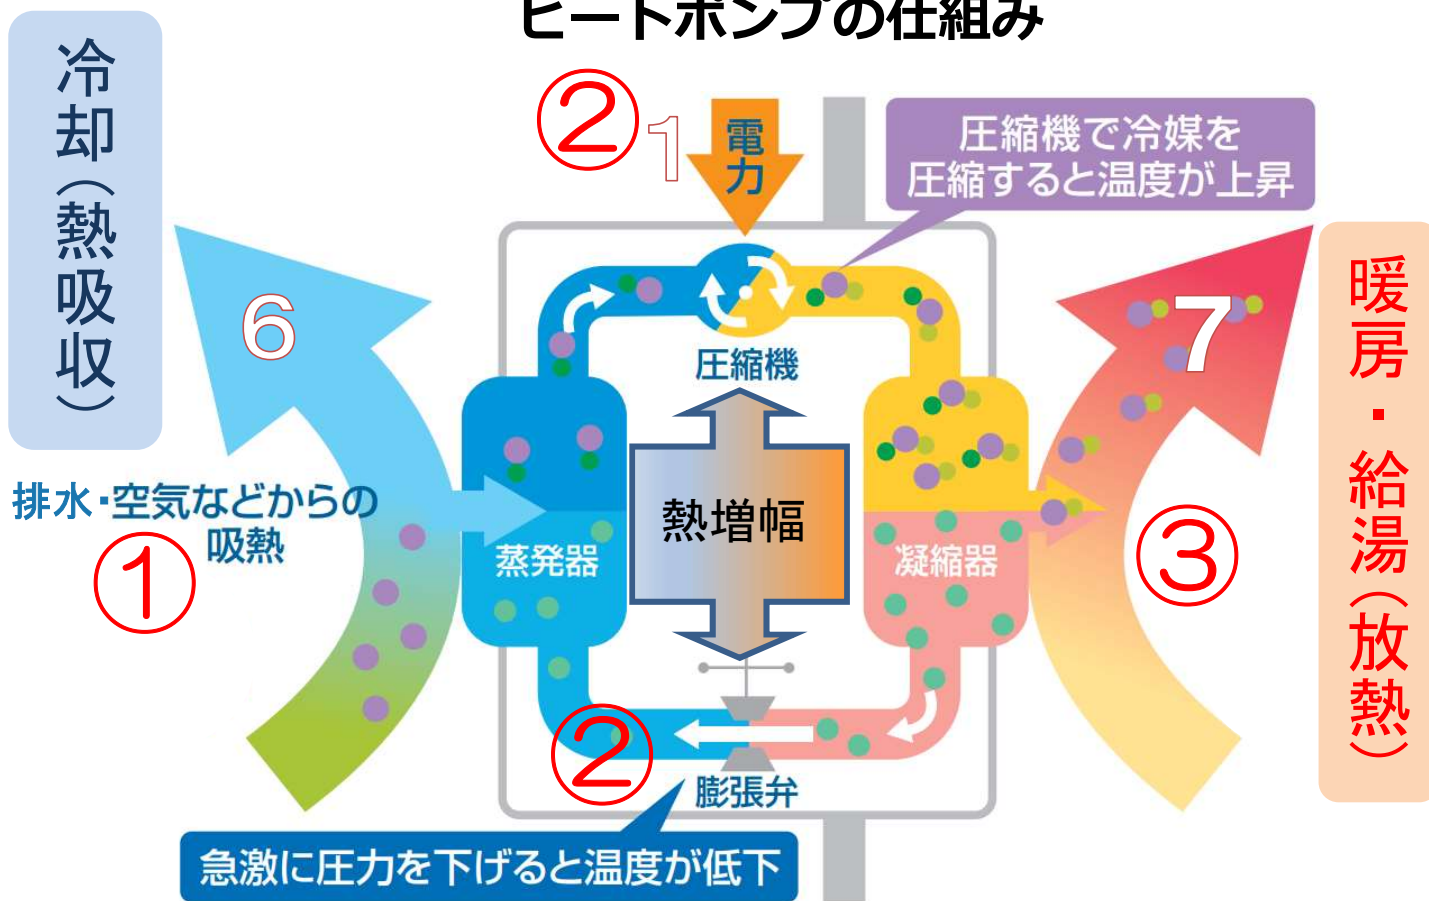 ヒートポンプの仕組み
冷却（熱吸収）
②
1
電力
圧縮機で冷媒を
圧縮すると温度が上昇
6
7
暖房・給湯（放熱）
圧縮機
排水・空気などからの
吸熱
①
熱増幅
蒸発器
凝縮器
③
②
膨張弁
急激に圧力を下げると温度が低下